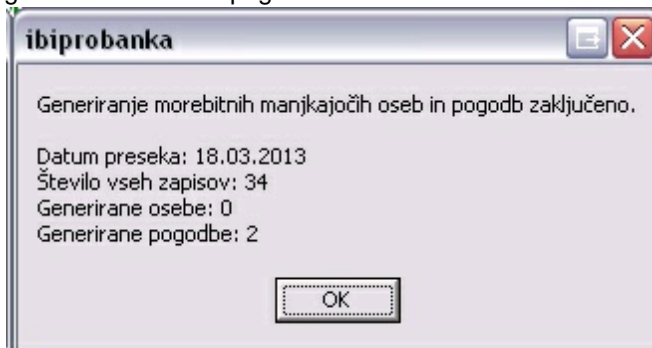 ibiprobanka
Generiranje morebitnih manjkajočih oseb in pogodb zaključeno.
Datum preseka: 18.03.2013
Število vseh zapisov: 34
Generirane osebe: 0
Generirane pogodbe: 2
OK